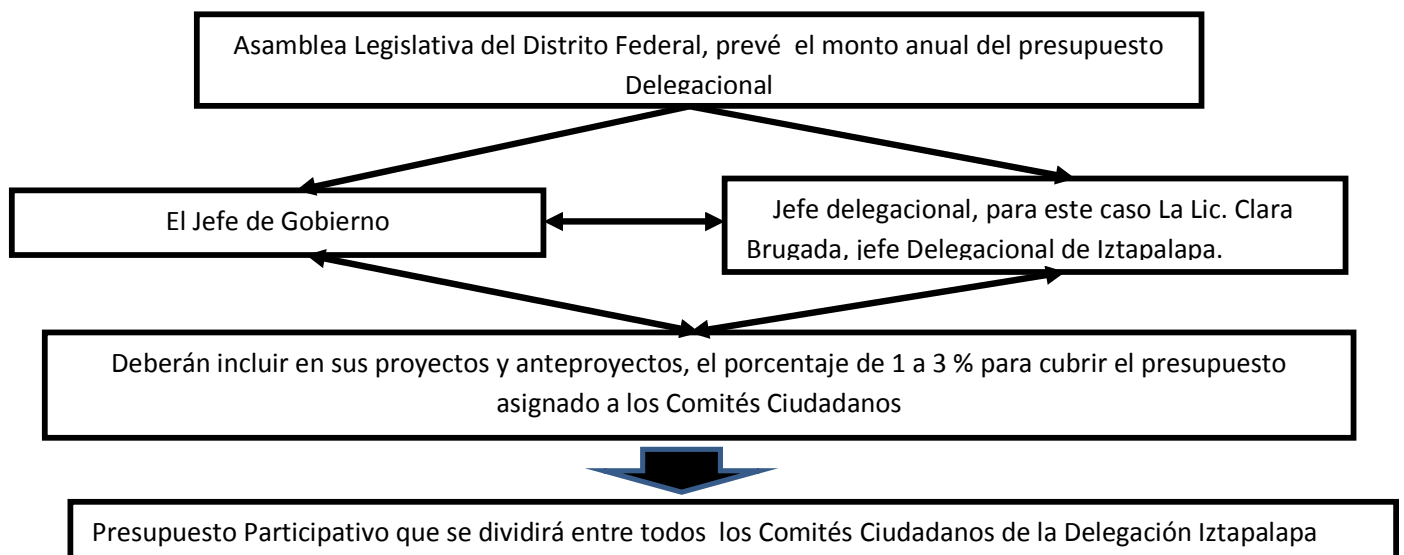 Asamblea Legislativa del Distrito Federal, prevé el monto anual del presupuesto
Delegacional
El Jefe de Gobierno
Jefe delegacional, para este caso La Lic. Clara
Brugada, jefe Delegacional de Iztapalapa.
Deberán incluir en sus proyectos y anteproyectos, el porcentaje de 1 a 3 % para cubrir el presupuesto
asignado a los Comités Ciudadanos
Presupuesto Participativo que se dividirá entre todos los Comités Ciudadanos de la Delegación Iztapalapa